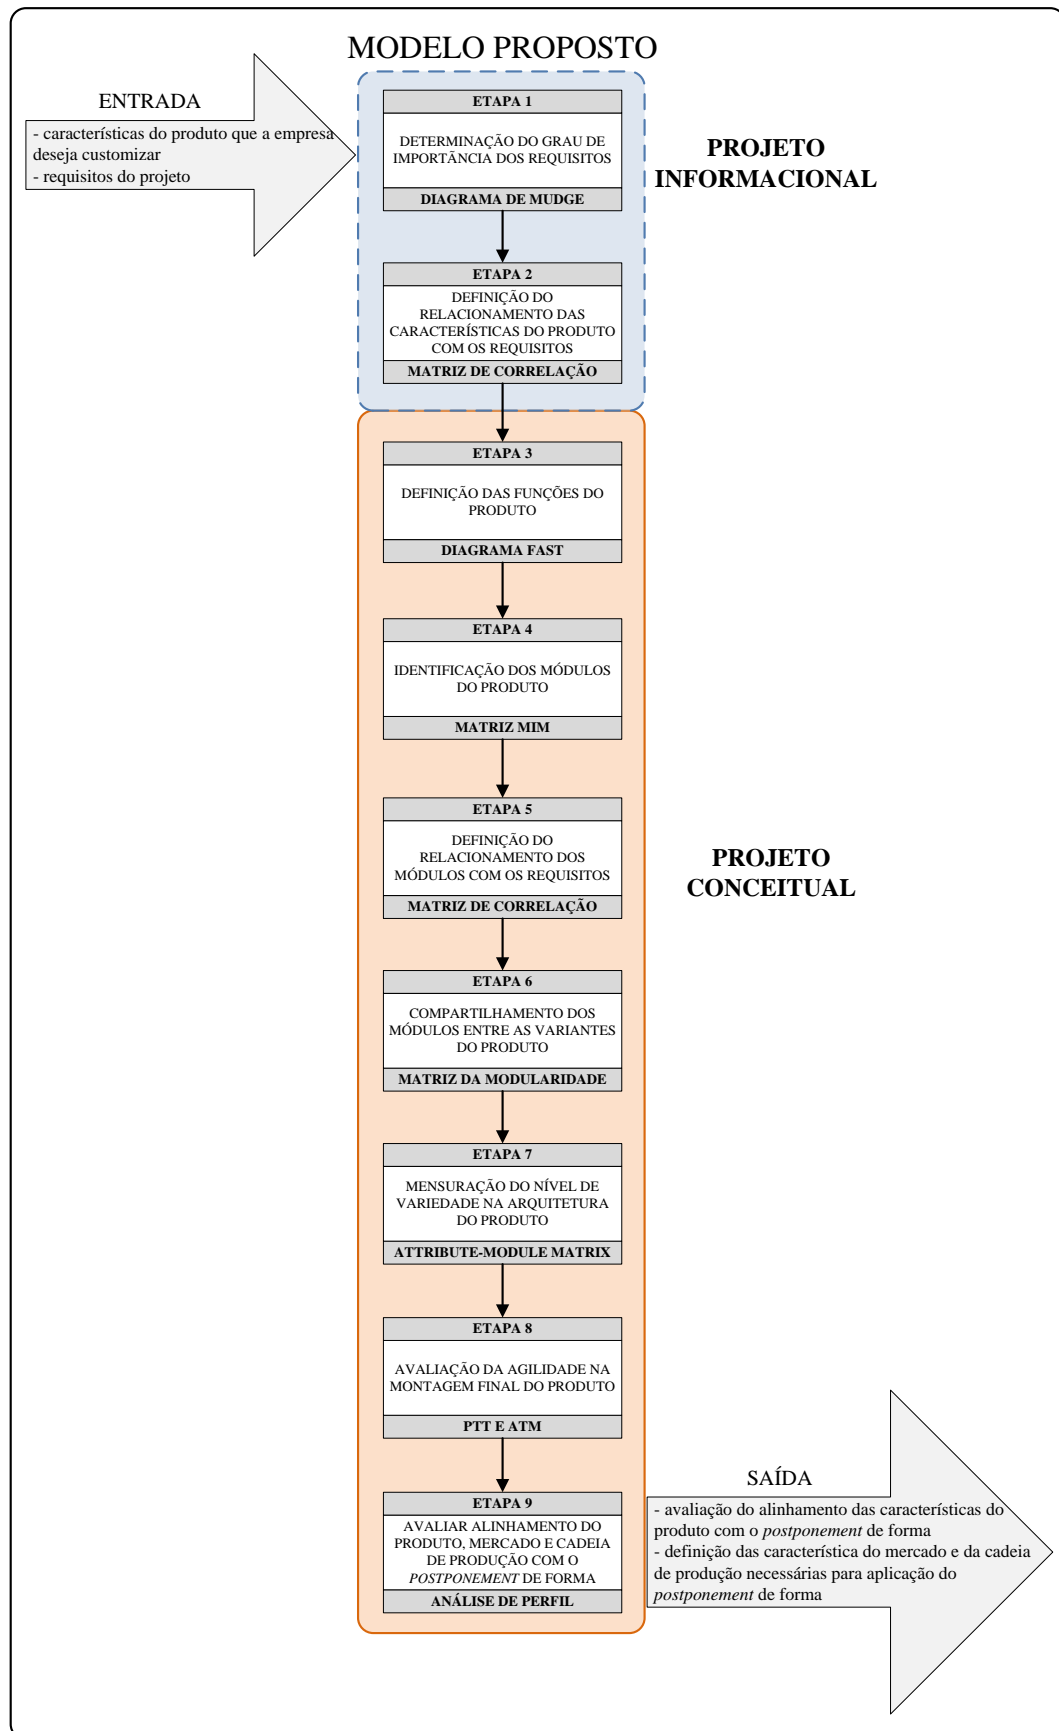 MODELO PROPOSTO
ENTRADA
- características do produto que a empresa
deseja customizar
- requisitos do projeto
ETAPA 1
DETERMINAÇÃO DO GRAU DE
IMPORTÂNCIA DOS REQUISITOS
DIAGRAMA DE MUDGE
PROJETO
INFORMACIONAL
ETAPA 2
DEFINIÇÃO DO
RELACIONAMENTO DAS
CARACTERÍSTICAS DO PRODUTO
COM OS REQUISITOS
MATRIZ DE CORRELAÇÃO
ETAPA 3
DEFINIÇÃO DAS FUNÇÕES DO
PRODUTO
DIAGRAMA FAST
ETAPA 4
IDENTIFICAÇÃO DOS MÓDULOS
DO PRODUTO
MATRIZ MIM
ETAPA 5
DEFINIÇÃO DO
RELACIONAMENTO DOS
MÓDULOS COM OS REQUISITOS
MATRIZ DE CORRELAÇÃO
PROJETO
CONCEITUAL
ETAPA 6
COMPARTILHAMENTO DOS
MÓDULOS ENTRE AS VARIANTES
DO PRODUTO
MATRIZ DA MODULARIDADE
ETAPA 7
MENSURAÇÃO DO NÍVEL DE
VARIEDADE NA ARQUITETURA
DO PRODUTO
ATTRIBUTE-MODULE MATRIX
ETAPA 8
AVALIAÇÃO DA AGILIDADE NA
MONTAGEM FINAL DO PRODUTO
PTT E ATM
ETAPA 9
AVALIAR ALINHAMENTO DO
PRODUTO, MERCADO E CADEIA
DE PRODUÇÃO COM O
POSTPONEMENT DE FORMA
ANÁLISE DE PERFIL
SAÍDA
- avaliação do alinhamento das características do
produto com o postponement de forma
- definição das característica do mercado e da cadeia
de produção necessárias para aplicação do
postponement de forma